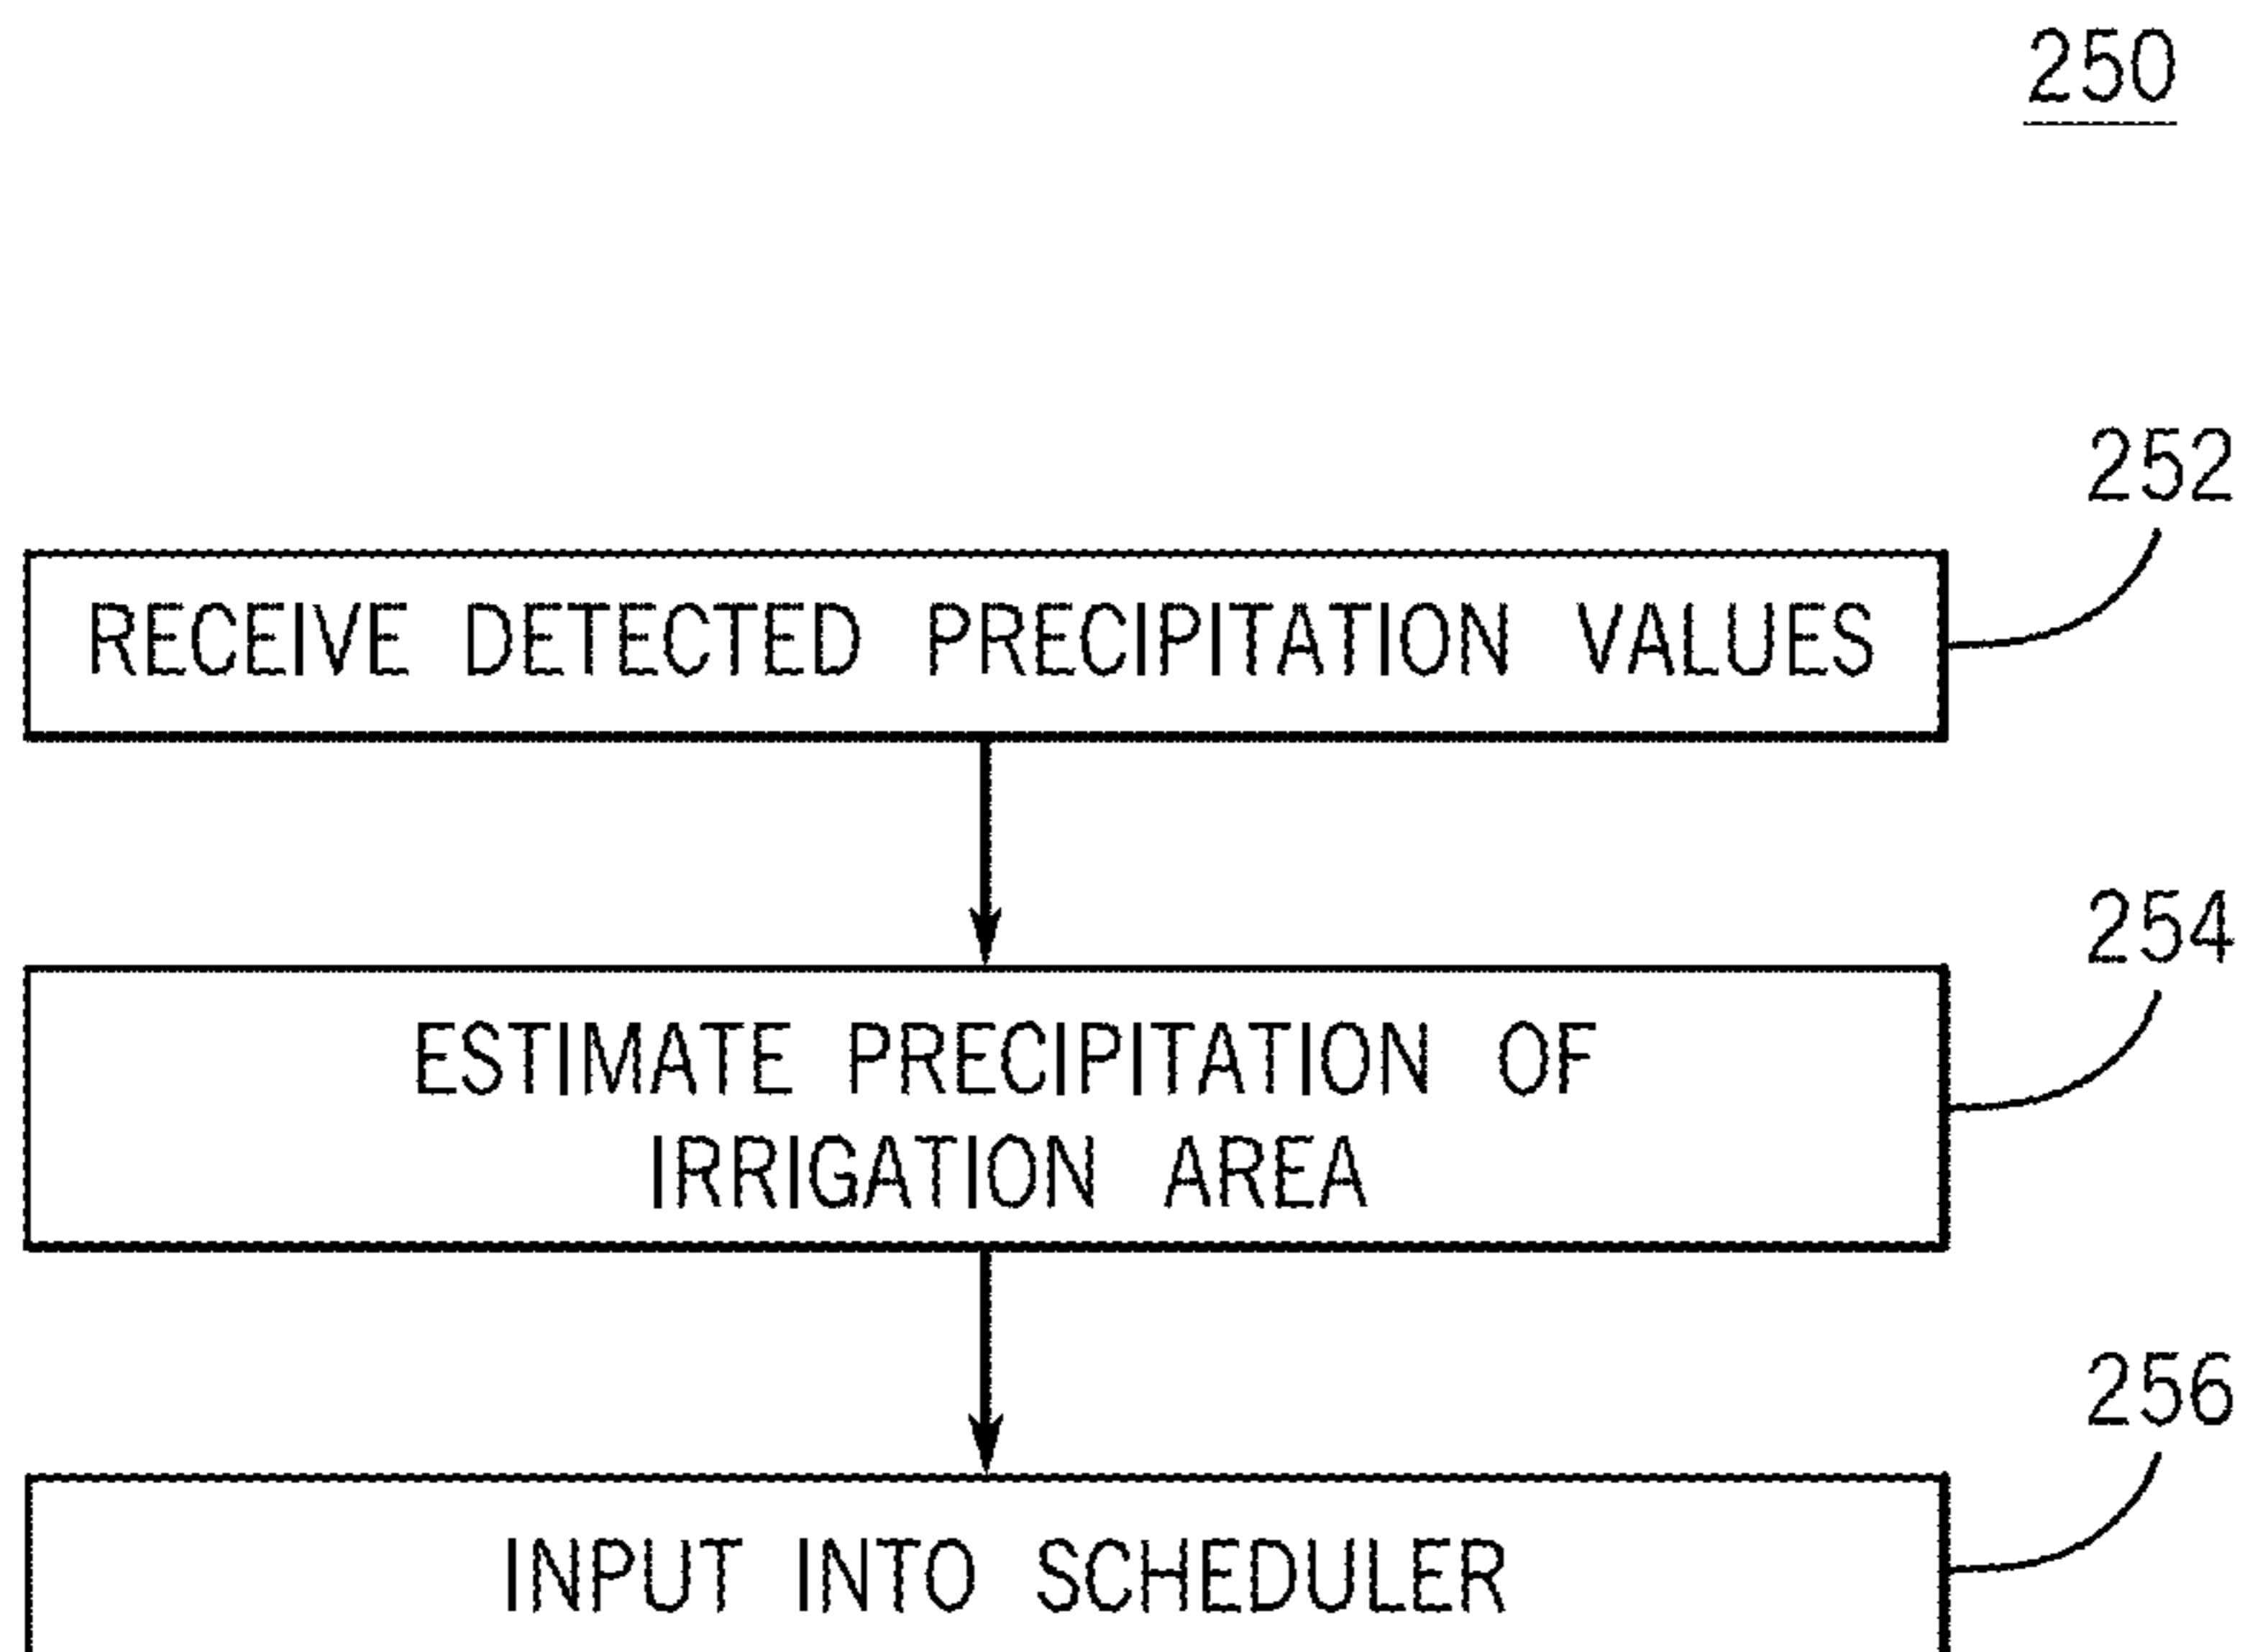 250
252
RECEIVE DETECTED PRECIPITATION VALUES
254
ESTIMATE PRECIPITATION OF
IRRIGATION AREA
256
INPUT INTO SCHEDULER